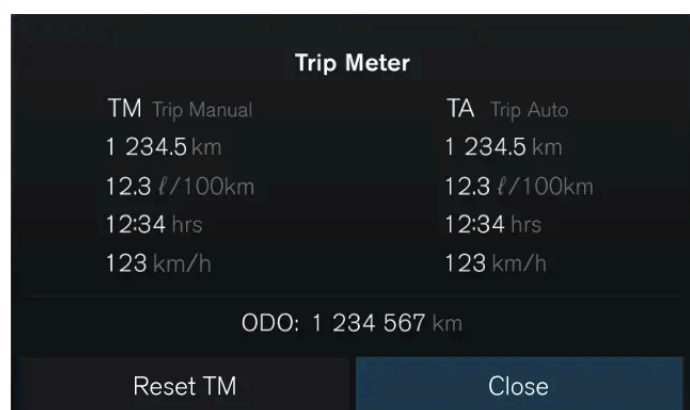 Trip Meter
TM Trip Manual TA Trip Auto
1 234.5 km 1 234.5 km
12.3 ℓ/100km 12.3 ℓ/100km
12:34 hrs 12:34 hrs
123 km/h 123 km/h
ODO: 1 234 567 km
Reset TM Close